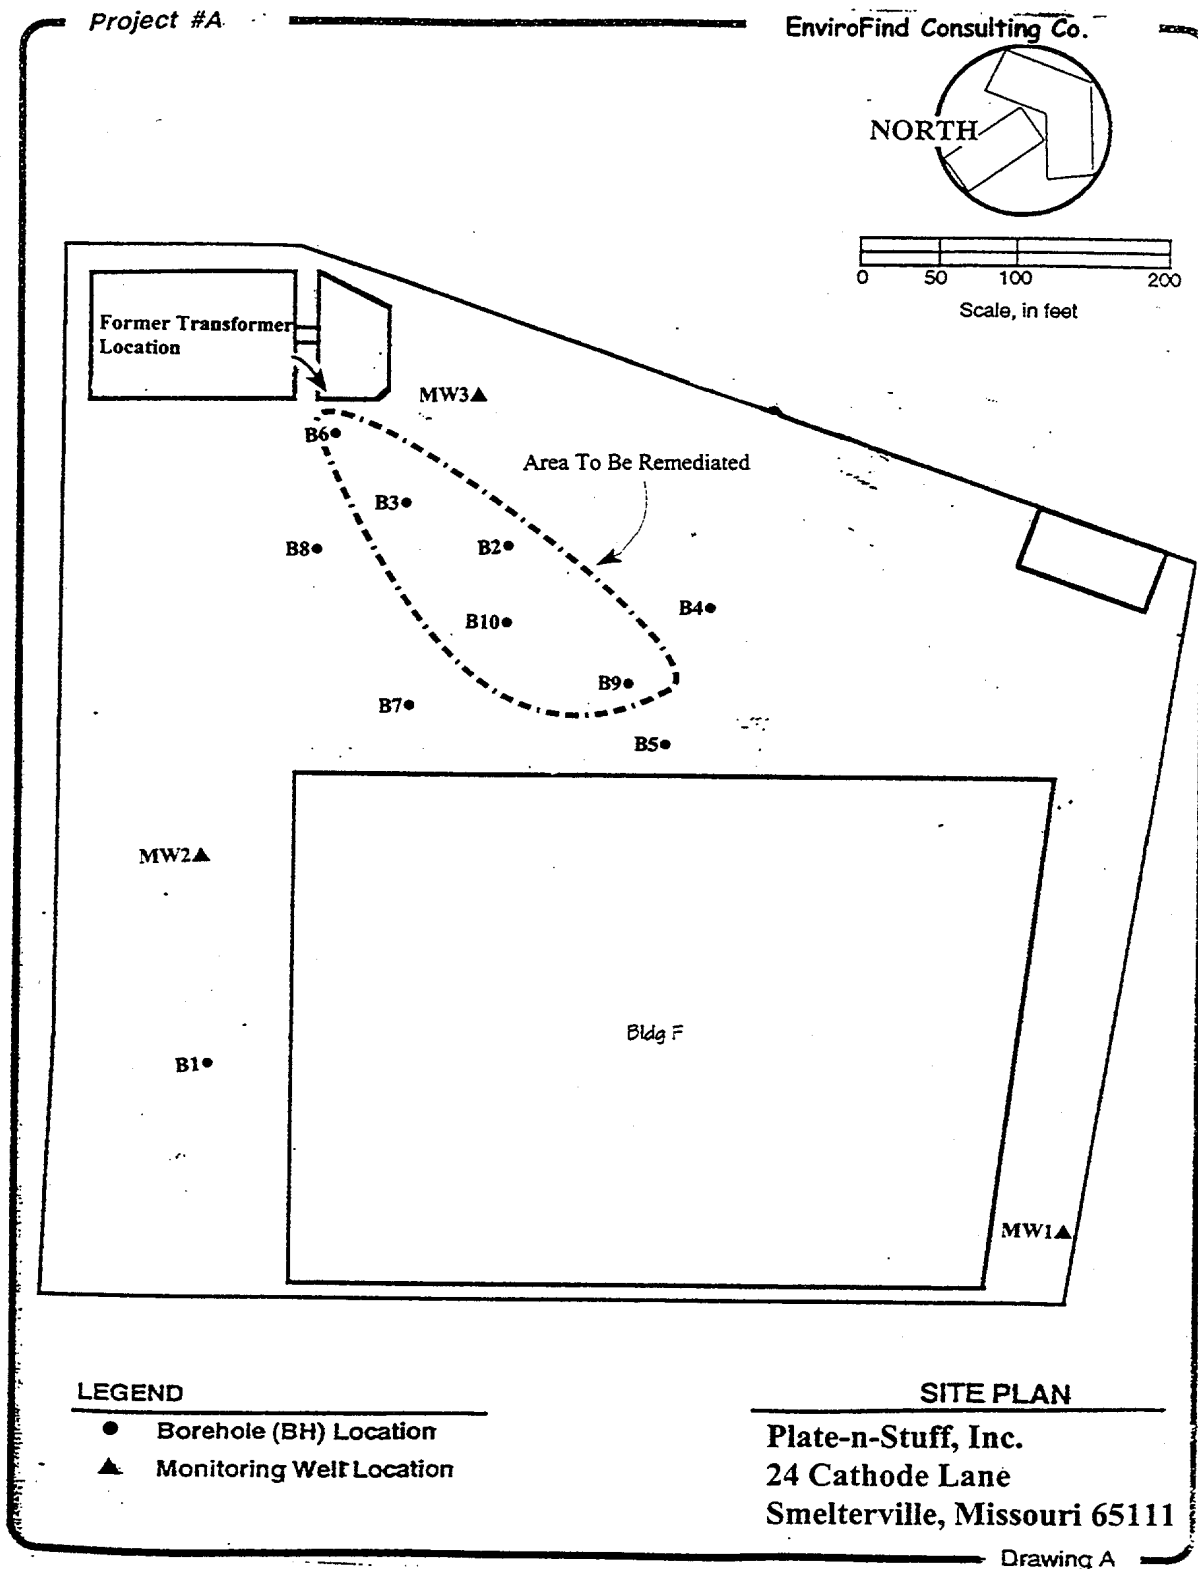 Project #A
EnviroFind Consulting Co.
NORTH
0 50 100 200
Scale, in feet
Former Transformer
Location
MW3
B6
Area To Be Remediated
B3
B8
B2
B4
B10
B9
B7
B5
MW2
Bldg F
B1
MW1
LEGEND
Borehole (BH) Location
Monitoring Well Location
SITE PLAN
Plate-n-Stuff, Inc.
24 Cathode Lane
Smelterville, Missouri 65111
Drawing A